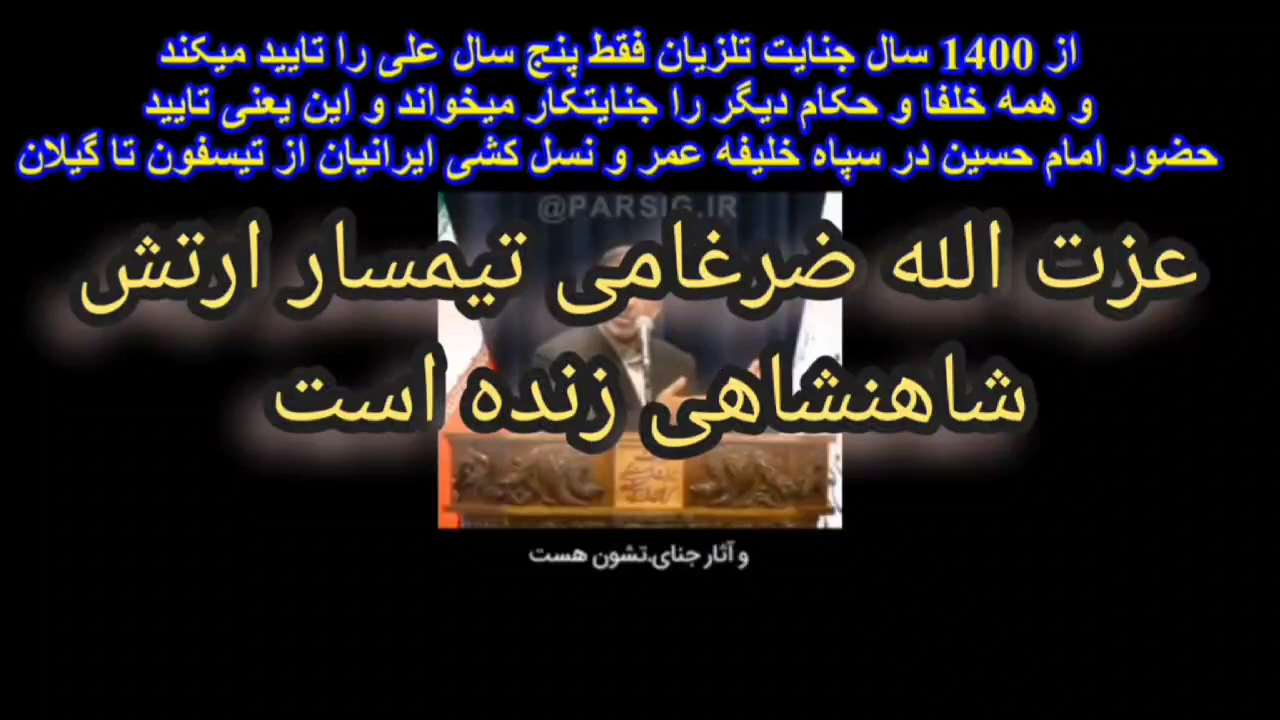 از 1400 سال جنایت تلزیان فقط پنج سال علی را تایید میکند
و همه خلفا و حکام دیگر را جنایتکار میخواند و این یعنی تایید
حضور امام حسین در سپاه خلیفه عمر و نسل کشی ایرانیان از تیسفون تا گیلان
@PARSIG.IR
عزت الله ضرغامی تیمسار ارتش
شاهنشاهی زنده است
و آثار جنای.تشون هست